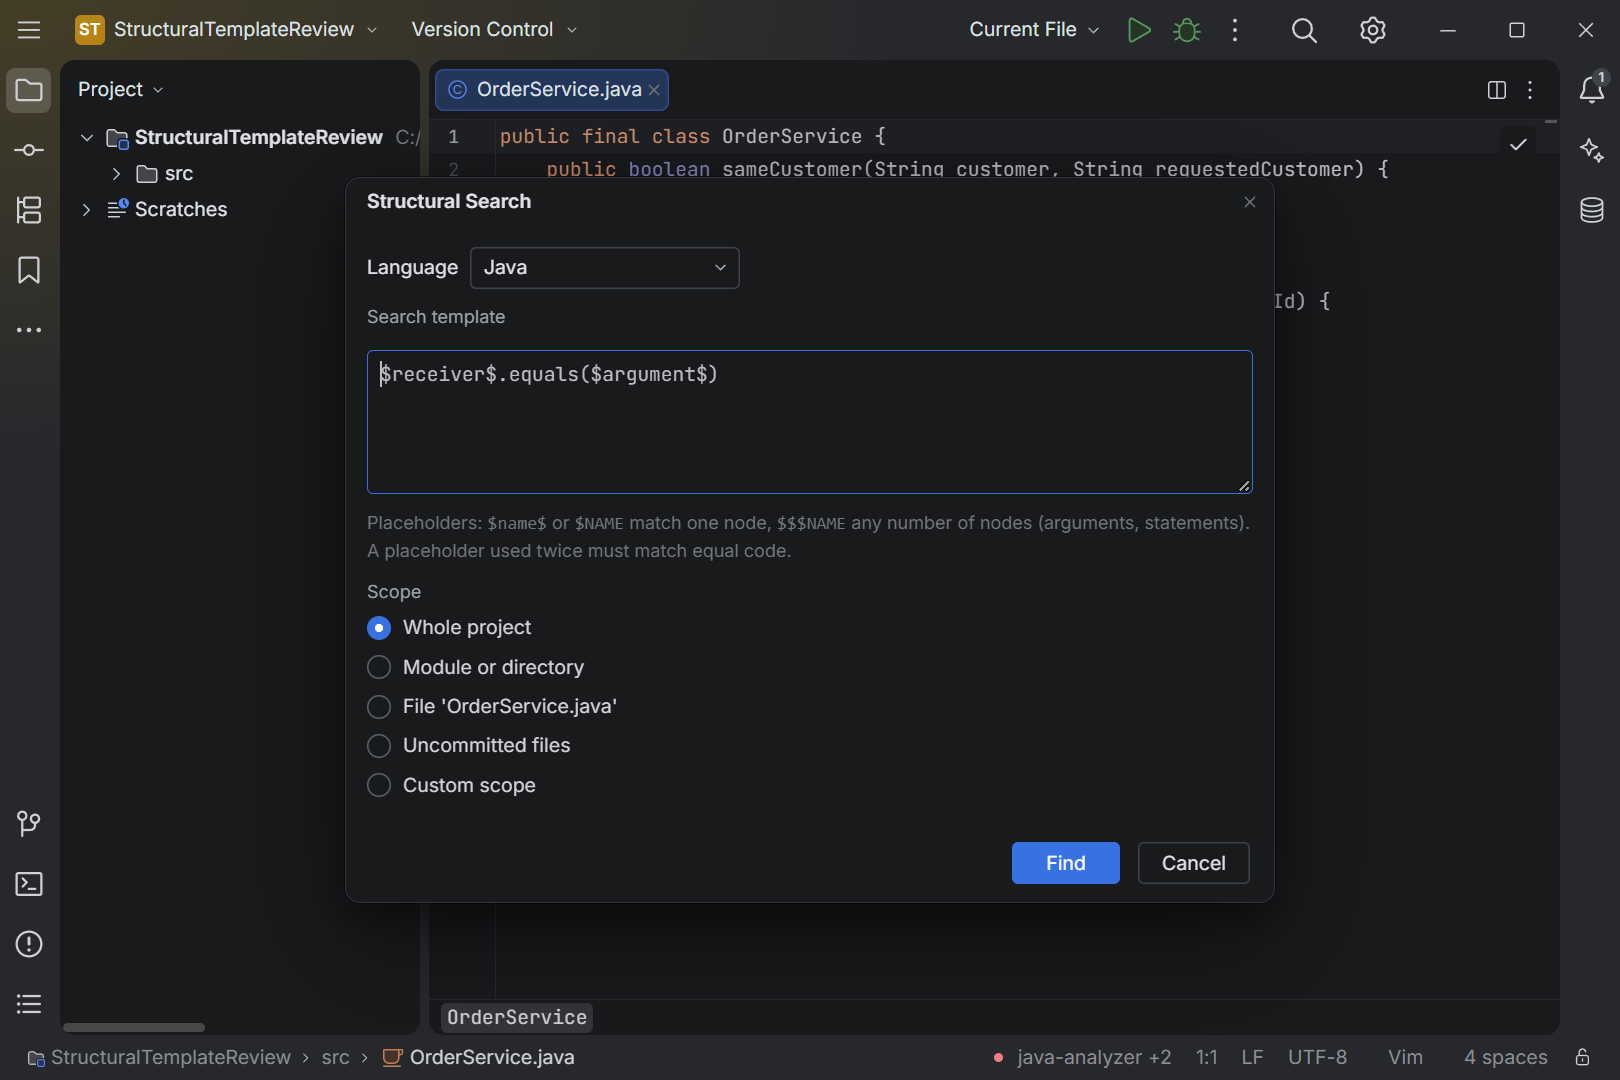 ST StructuralTemplateReview Version Control Current File
Project
OrderService.java
1
StructuralTemplateReview C:/
src
Scratches
1 public final class OrderService {
2 public boolean sameCustomer(String customer, String requestedCustomer) {
Id) {
Structural Search
Language Java
Search template
$receiver$.equals($argument$)
Placeholders: $name$ or $NAME match one node, $$$NAME any number of nodes (arguments, statements).
A placeholder used twice must match equal code.
Scope
Whole project
Module or directory
File 'OrderService.java'
Uncommitted files
Custom scope
Find Cancel
OrderService
StructuralTemplateReview › src › OrderService.java java-analyzer +2 1:1 LF UTF-8 Vim 4 spaces